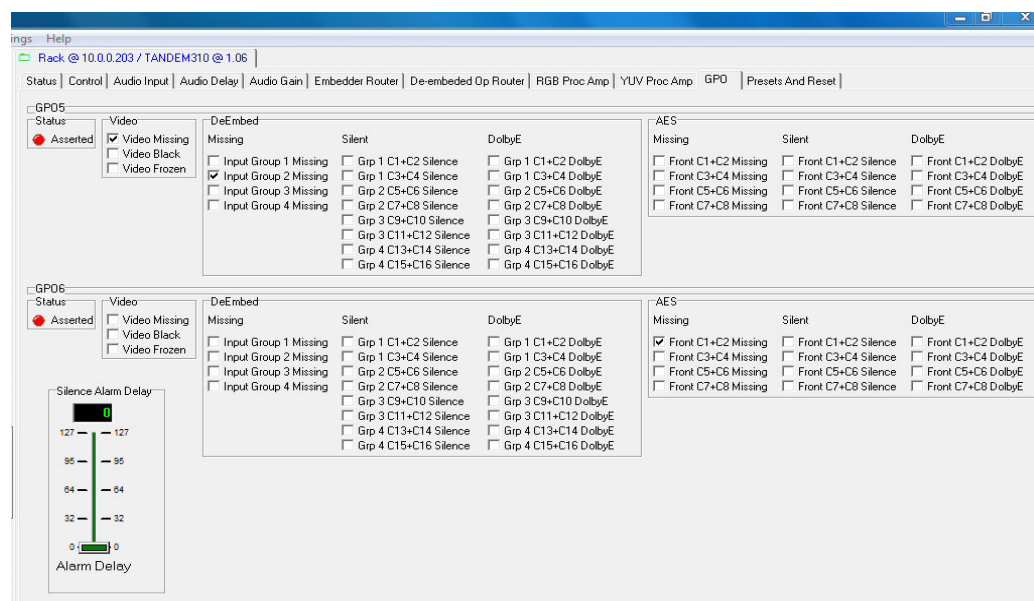 ings Help
Rack @ 10.0.0.203 / TANDEM310 @ 1.06
Status Control Audio Input Audio Delay Audio Gain Embedder Router De-embeded Op Router RGB Proc Amp YUV Proc Amp GPO Presets And Reset
GPO5
Status Video DeEmbed AES
Asserted Video Missing Missing Silent DolbyE Missing Silent DolbyE
Video Black
Video Frozen
Input Group 1 Missing Grp 1 C1+C2 Silence Grp 1 C1+C2 DolbyE Front C1+C2 Missing Front C1+C2 Silence Front C1+C2 DolbyE
Input Group 2 Missing Grp 1 C3+C4 Silence Grp 1 C3+C4 DolbyE Front C3+C4 Missing Front C3+C4 Silence Front C3+C4 DolbyE
Input Group 3 Missing Grp 2 C5+C6 Silence Grp 2 C5+C6 DolbyE Front C5+C6 Missing Front C5+C6 Silence Front C5+C6 DolbyE
Input Group 4 Missing Grp 2 C7+C8 Silence Grp 2 C7+C8 DolbyE Front C7+C8 Missing Front C7+C8 Silence Front C7+C8 DolbyE
Grp 3 C9+C10 Silence Grp 3 C9+C10 DolbyE
Grp 3 C11+C12 Silence Grp 3 C11+C12 DolbyE
Grp 4 C13+C14 Silence Grp 4 C13+C14 DolbyE
Grp 4 C15+C16 Silence Grp 4 C15+C16 DolbyE
GPO6
Status Video DeEmbed AES
Asserted Video Missing Missing Silent DolbyE Missing Silent DolbyE
Video Black
Video Frozen
Input Group 1 Missing Grp 1 C1+C2 Silence Grp 1 C1+C2 DolbyE Front C1+C2 Missing Front C1+C2 Silence Front C1+C2 DolbyE
Input Group 2 Missing Grp 1 C3+C4 Silence Grp 1 C3+C4 DolbyE Front C3+C4 Missing Front C3+C4 Silence Front C3+C4 DolbyE
Input Group 3 Missing Grp 2 C5+C6 Silence Grp 2 C5+C6 DolbyE Front C5+C6 Missing Front C5+C6 Silence Front C5+C6 DolbyE
Input Group 4 Missing Grp 2 C7+C8 Silence Grp 2 C7+C8 DolbyE Front C7+C8 Missing Front C7+C8 Silence Front C7+C8 DolbyE
Grp 3 C9+C10 Silence Grp 3 C9+C10 DolbyE
Grp 3 C11+C12 Silence Grp 3 C11+C12 DolbyE
Grp 4 C13+C14 Silence Grp 4 C13+C14 DolbyE
Grp 4 C15+C16 Silence Grp 4 C15+C16 DolbyE
Silence Alarm Delay
0
127 127
95 95
64 64
32 32
0 0
Alarm Delay